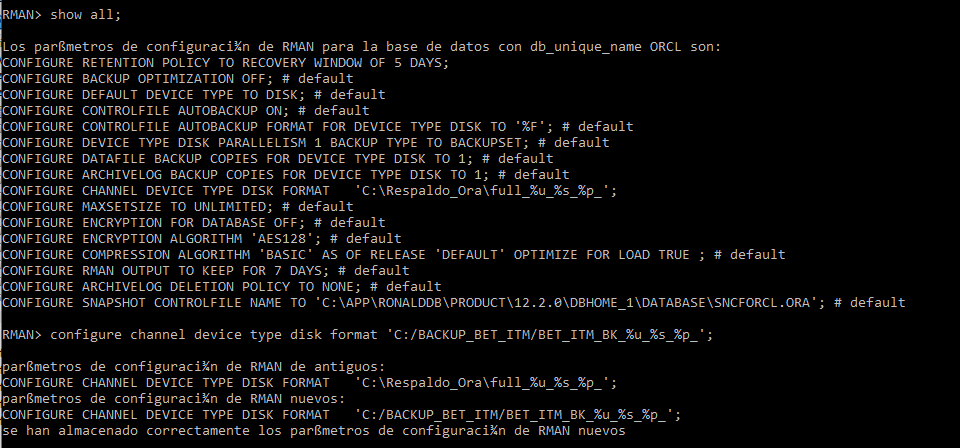 RMAN> show all;
Los parßmetros de configuraci¾n de RMAN para la base de datos con db_unique_name ORCL son:
CONFIGURE RETENTION POLICY TO RECOVERY WINDOW OF 5 DAYS;
CONFIGURE BACKUP OPTIMIZATION OFF; # default
CONFIGURE DEFAULT DEVICE TYPE TO DISK; # default
CONFIGURE CONTROLFILE AUTOBACKUP ON; # default
CONFIGURE CONTROLFILE AUTOBACKUP FORMAT FOR DEVICE TYPE DISK TO '%F'; # default
CONFIGURE DEVICE TYPE DISK PARALLELISM 1 BACKUP TYPE TO BACKUPSET; # default
CONFIGURE DATAFILE BACKUP COPIES FOR DEVICE TYPE DISK TO 1; # default
CONFIGURE ARCHIVELOG BACKUP COPIES FOR DEVICE TYPE DISK TO 1; # default
CONFIGURE CHANNEL DEVICE TYPE DISK FORMAT   'C:\Respaldo_Ora\full_%u_%s_%p_';
CONFIGURE MAXSETSIZE TO UNLIMITED; # default
CONFIGURE ENCRYPTION FOR DATABASE OFF; # default
CONFIGURE ENCRYPTION ALGORITHM 'AES128'; # default
CONFIGURE COMPRESSION ALGORITHM 'BASIC' AS OF RELEASE 'DEFAULT' OPTIMIZE FOR LOAD TRUE ; # default
CONFIGURE RMAN OUTPUT TO KEEP FOR 7 DAYS; # default
CONFIGURE ARCHIVELOG DELETION POLICY TO NONE; # default
CONFIGURE SNAPSHOT CONTROLFILE NAME TO 'C:\APP\RONALDDB\PRODUCT\12.2.0\DBHOME_1\DATABASE\SNCFORCL.ORA'; # default
RMAN> configure channel device type disk format 'C:/BACKUP_BET_ITM/BET_ITM_BK_%u_%s_%p_';
parßmetros de configuraci¾n de RMAN de antiguos:
CONFIGURE CHANNEL DEVICE TYPE DISK FORMAT   'C:\Respaldo_Ora\full_%u_%s_%p_';
parßmetros de configuraci¾n de RMAN nuevos:
CONFIGURE CHANNEL DEVICE TYPE DISK FORMAT   'C:/BACKUP_BET_ITM/BET_ITM_BK_%u_%s_%p_';
se han almacenado correctamente los parßmetros de configuraci¾n de RMAN nuevos